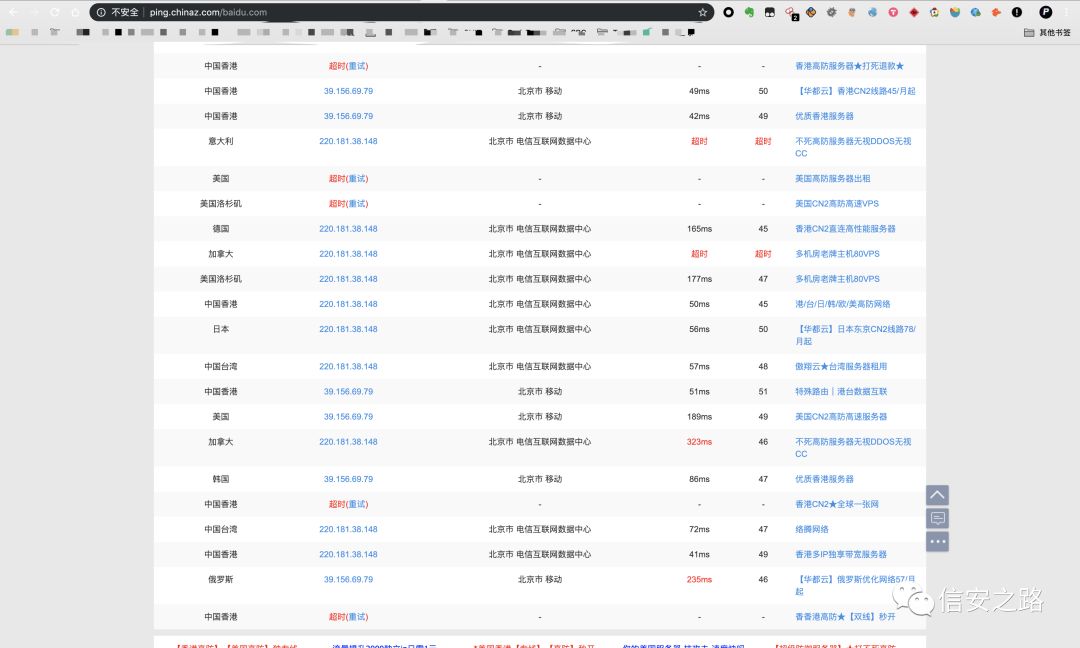 不安全 ping.chinaz.com/baidu.com
其他书签
中国香港 超时(重试) - - - 香港高防服务器★打死退款★
中国香港 39.156.69.79 北京市 移动 49ms 50 【华都云】香港CN2线路45/月起
中国香港 39.156.69.79 北京市 移动 42ms 49 优质香港服务器
意大利 220.181.38.148 北京市 电信互联网数据中心 超时 超时 不死高防服务器无视DDOS无视
CC
美国 超时(重试) - - - 美国高防服务器出租
美国洛杉矶 超时(重试) - - - 美国CN2高防高速VPS
德国 220.181.38.148 北京市 电信互联网数据中心 165ms 45 香港CN2直连高性能服务器
加拿大 220.181.38.148 北京市 电信互联网数据中心 超时 超时 多机房老牌主机80VPS
美国洛杉矶 220.181.38.148 北京市 电信互联网数据中心 177ms 47 多机房老牌主机80VPS
中国香港 220.181.38.148 北京市 电信互联网数据中心 50ms 45 港/台/日/韩/欧/美高防网络
日本 220.181.38.148 北京市 电信互联网数据中心 56ms 50 【华都云】日本东京CN2线路78/
月起
中国台湾 220.181.38.148 北京市 电信互联网数据中心 57ms 48 傲翔云★台湾服务器租用
中国香港 39.156.69.79 北京市 移动 51ms 51 特殊路由｜港台数据互联
美国 39.156.69.79 北京市 移动 189ms 49 美国CN2高防高速服务器
加拿大 220.181.38.148 北京市 电信互联网数据中心 323ms 46 不死高防服务器无视DDOS无视
CC
韩国 39.156.69.79 北京市 移动 86ms 47 优质香港服务器
中国香港 超时(重试) - - - 香港CN2★全球一张网
中国台湾 220.181.38.148 北京市 电信互联网数据中心 72ms 47 络腾网络
中国香港 220.181.38.148 北京市 电信互联网数据中心 41ms 49 香港多IP独享带宽服务器
俄罗斯 39.156.69.79 北京市 移动 235ms 46 【华都云】俄罗斯优化网络57/月
起
信安之路
中国香港 超时(重试) - - - 香香港高防★【双线】秒开